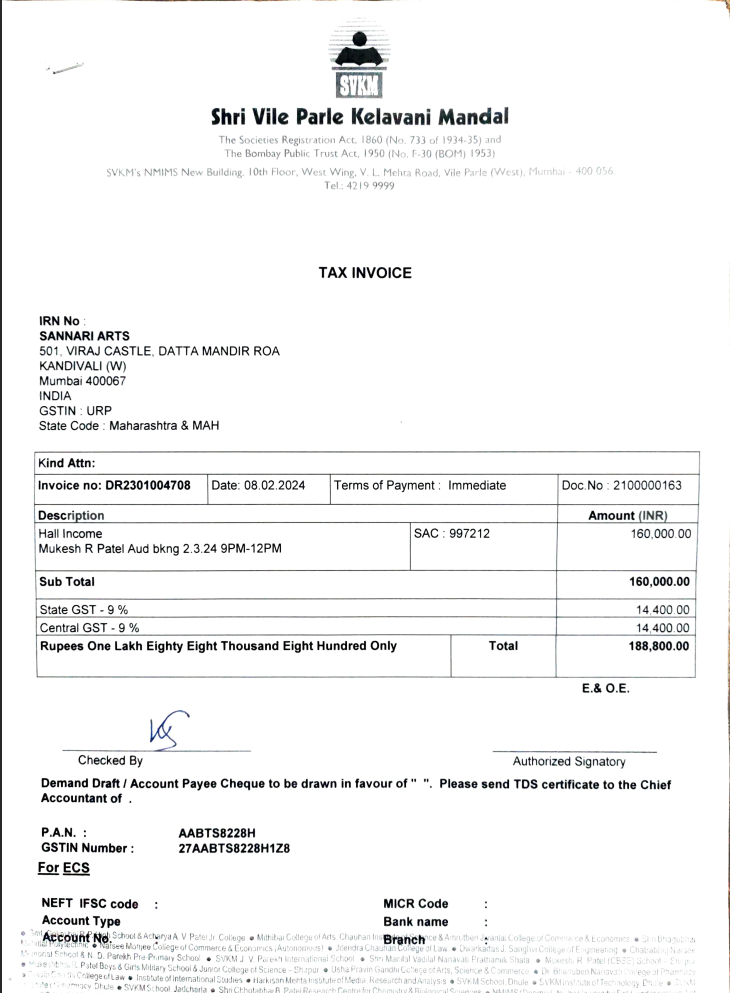 SVKM
Shri Vile Parle Kelavani Mandal
The Societies Registration Act, 1860 (No. 733 of 1934-35) and
The Bombay Public Trust Act, 1950 (No. F-30 (BOM) 1953)
SVKM's NMIMS New Building, 10th Floor, West Wing, V. L. Mehta Road, Vile Parle (West), Mumbai - 400 056.
Tel.: 4219 9999
TAX INVOICE
IRN No :
SANNARI ARTS
501, VIRAJ CASTLE, DATTA MANDIR ROA
KANDIVALI (W)
Mumbai 400067
INDIA
GSTIN : URP
State Code : Maharashtra & MAH
Kind Attn:
Invoice no: DR2301004708 Date: 08.02.2024 Terms of Payment : Immediate Doc.No : 2100000163
Description Amount (INR)
Hall Income SAC : 997212 160,000.00
Mukesh R Patel Aud bkng 2.3.24 9PM-12PM
Sub Total 160,000.00
State GST - 9 % 14,400.00
Central GST - 9 % 14,400.00
Rupees One Lakh Eighty Eight Thousand Eight Hundred Only Total 188,800.00
E.& O.E.
Checked By Authorized Signatory
Demand Draft / Account Payee Cheque to be drawn in favour of " ". Please send TDS certificate to the Chief
Accountant of .
P.A.N. : AABTS8228H
GSTIN Number : 27AABTS8228H1Z8
For ECS
NEFT IFSC code : MICR Code :
Account Type Bank name :
Account No. Branch :
School & Acharya A. V. Patel Jr. College ● Mithibai College of Arts, Chauhan College of Commerce & Economics
Polytechnic ● Narsee Monjee College of Commerce & Economics (Autonomous) ● Jitendra Chauhan College of Law ● Dwarkadas J. Sanghvi College of Engineering
School & N. D. Parekh Pre-Primary School ● SVKM J. V. Parekh International School ● Shri Manilal Vadilal Nanavati Prathamik Shala ● Mukesh R. Patel (CBSE) School - Shirpur
Patel Boys & Girls Military School & Junior College of Science - Shirpur ● Usha Pravin Gandhi College of Arts, Science & Commerce ● Dr. Bhanuben Nanavati College of Pharmacy
College of Law ● Institute of International Studies ● Harkisan Mehta Institute of Media Research and Analysis ● SVKM School, Dhule ● SVKM Institute of Technology, Dhule
Pharmacy, Dhule ● SVKM School, Jadcherla ● Shri Chhotabhai B. Patel Research Centre for Chemistry & Biological Sciences